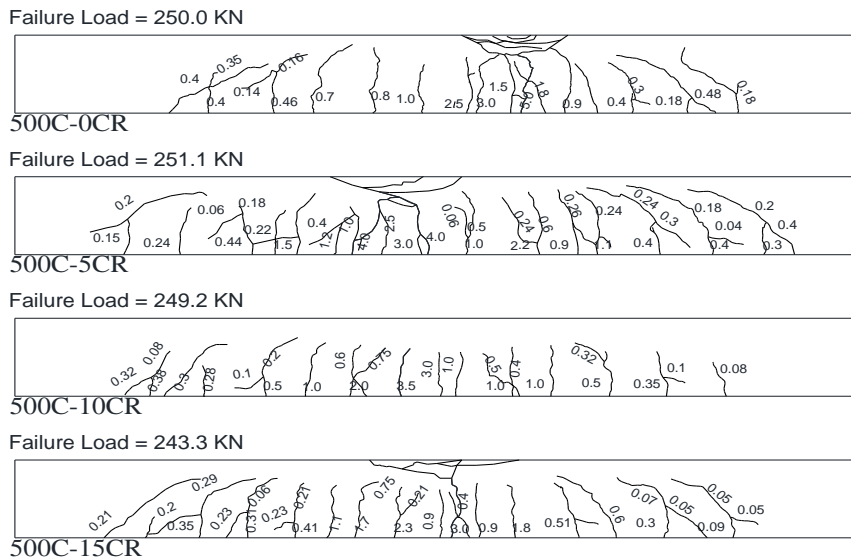 Failure Load = 250.0 KN
0.4 0.35 0.16 0.14 0.4 0.46 0.7 0.8 1.0 3.0 1.5 1.8 0.9 0.4 0.3 0.18 0.48 0.18
500C-0CR
Failure Load = 251.1 KN
0.2 0.15 0.24 0.06 0.18 0.22 0.44 1.5 0.4 1.2 1.0 4.0 2.5 3.0 4.0 0.06 0.5 1.0 0.24 2.2 0.6 0.9 0.26 1.1 0.24 0.24 0.3 0.4 0.18 0.04 0.4 0.2 0.4 0.3
500C-5CR
Failure Load = 249.2 KN
0.32 0.08 0.38 0.3 0.28 0.1 0.2 0.5 1.0 0.6 2.0 0.75 3.5 3.0 1.0 0.5 1.0 0.4 1.0 0.32 0.5 0.35 0.1 0.08
500C-10CR
Failure Load = 243.3 KN
0.21 0.2 0.35 0.29 0.23 0.31 0.06 0.23 0.21 0.41 1.1 1.7 0.75 2.3 0.21 0.9 0.4 3.0 0.9 1.8 0.51 0.6 0.07 0.3 0.05 0.05 0.09 0.05
500C-15CR